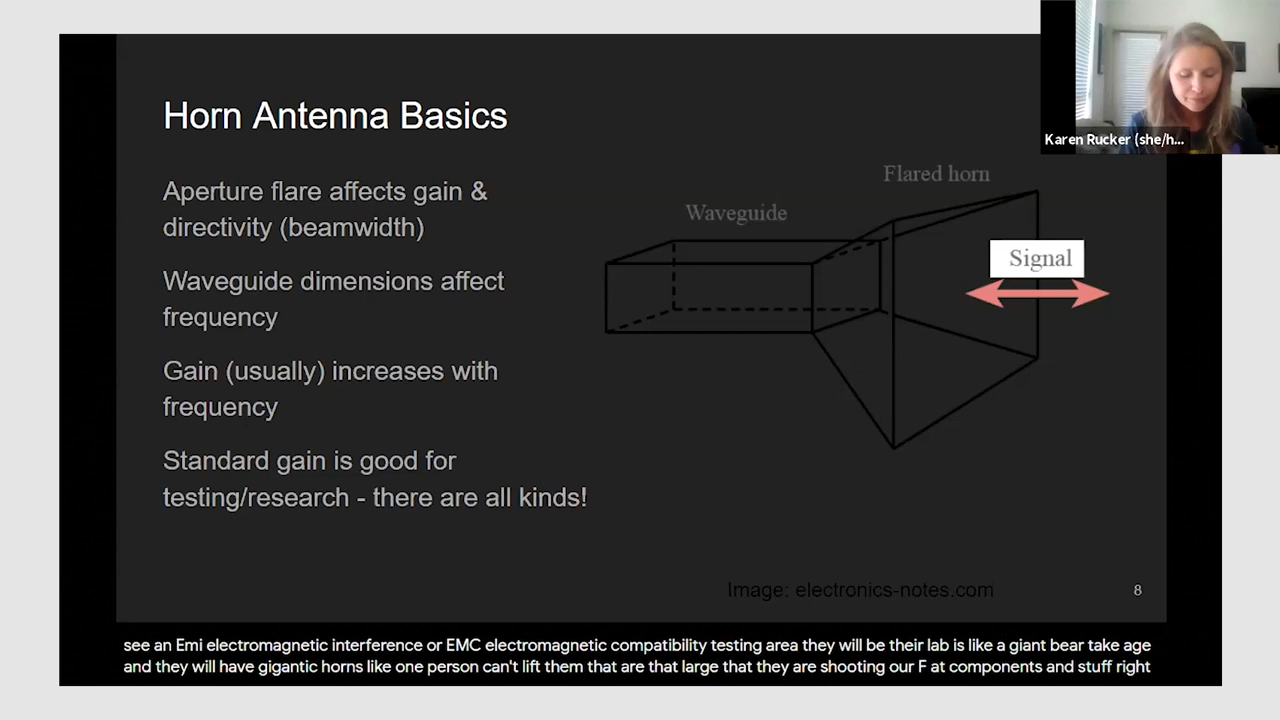 Horn Antenna Basics
Karen Rucker (she/h...
Aperture flare affects gain &
directivity (beamwidth)
Waveguide dimensions affect
frequency
Gain (usually) increases with
frequency
Standard gain is good for
testing/research - there are all kinds!
Flared horn
Waveguide
Signal
Image: electronics-notes.com
8
see an Emi electromagnetic interference or EMC electromagnetic compatibility testing area they will be their lab is like a giant bear take age
and they will have gigantic horns like one person can't lift them that are that large that they are shooting our F at components and stuff right